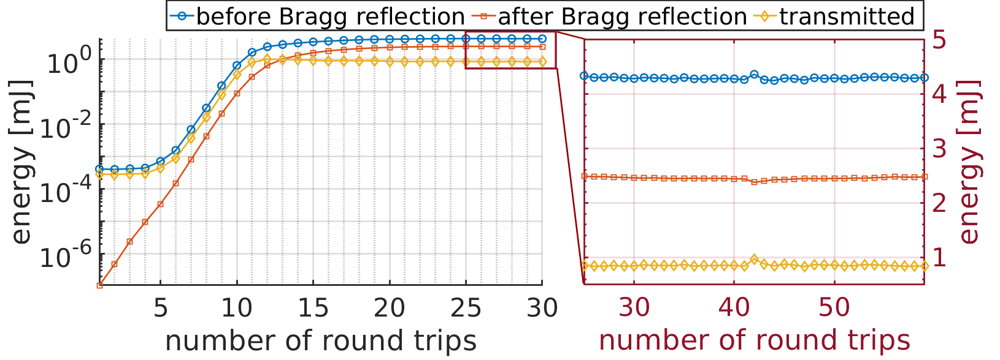 before Bragg reflection after Bragg reflection transmitted
energy [mJ]
10^0
10^-2
10^-4
10^-6
5 10 15 20 25 30
number of round trips
5
4
3
2
1
energy [mJ]
30 40 50
number of round trips